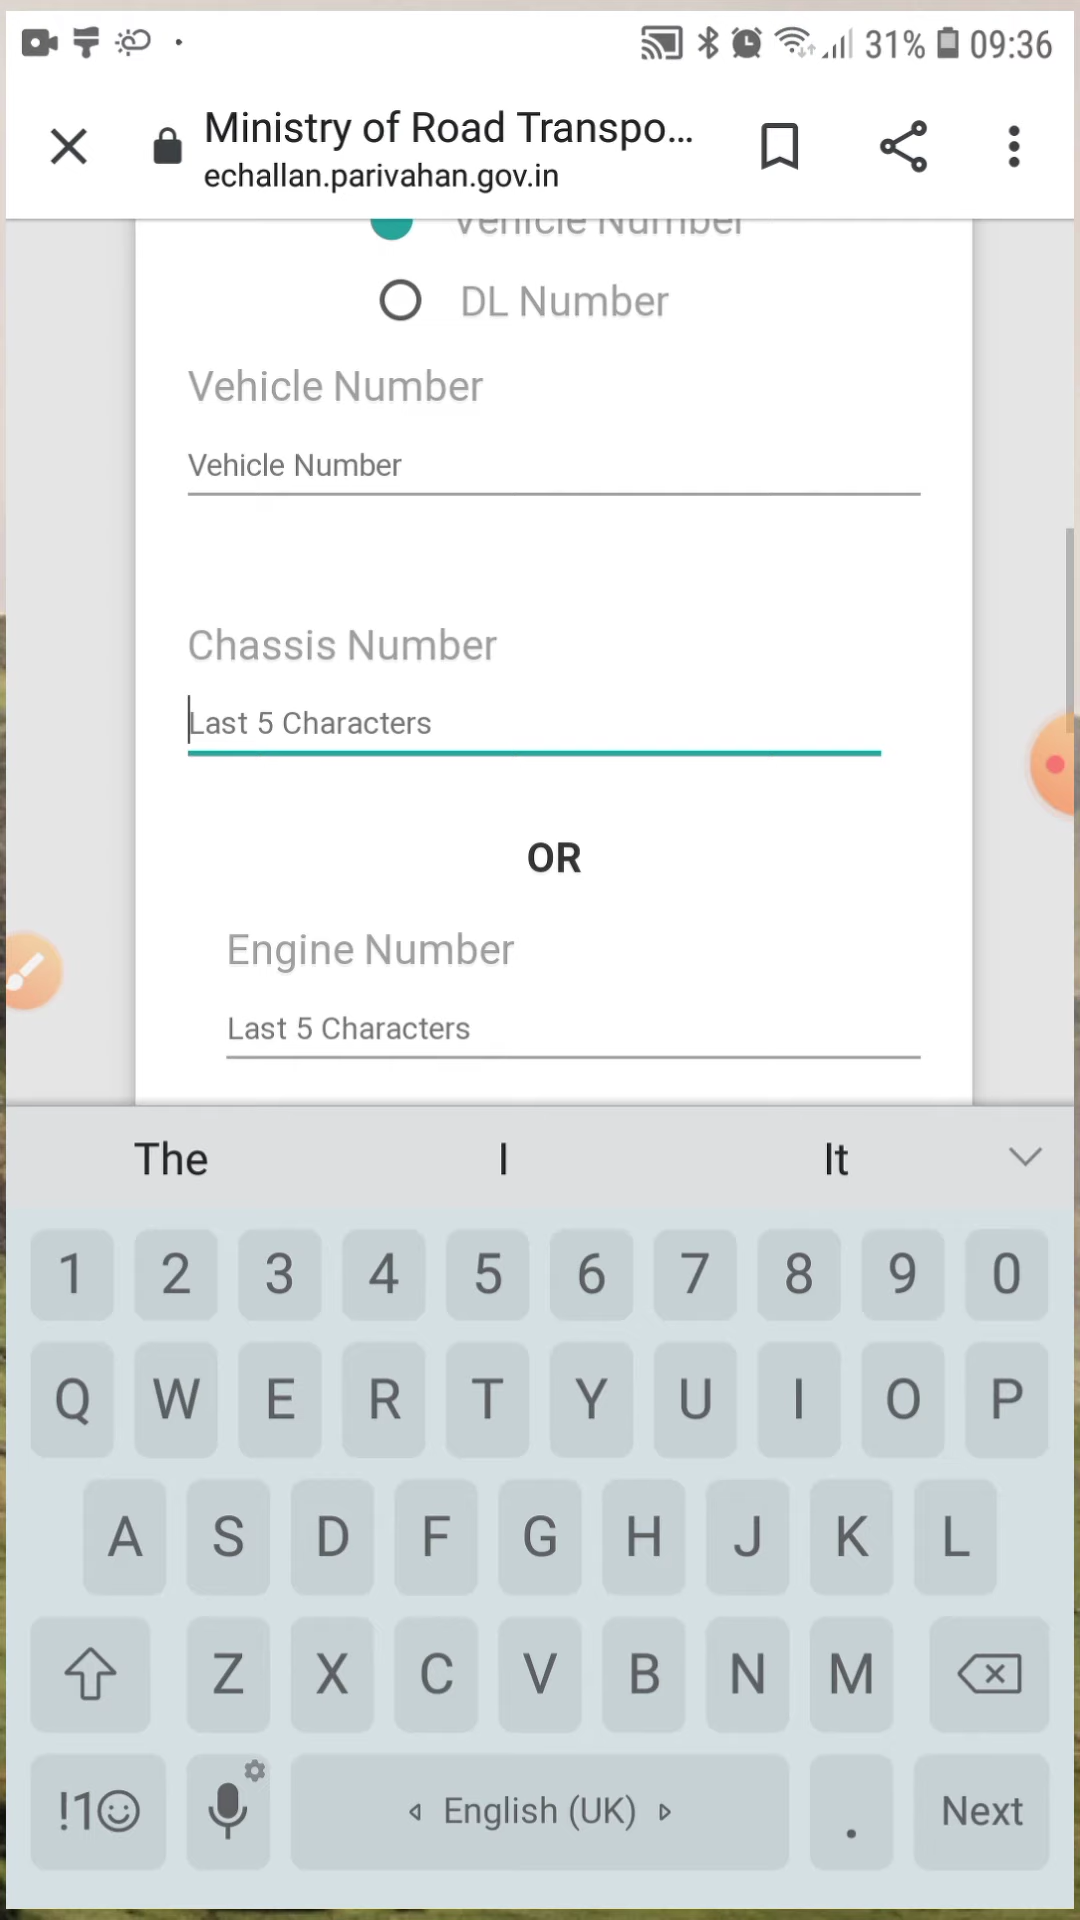 31% 09:36
Ministry of Road Transpo...
echallan.parivahan.gov.in
Vehicle Number
DL Number
Vehicle Number
Vehicle Number
Chassis Number
Last 5 Characters
OR
Engine Number
Last 5 Characters
The I It
1 2 3 4 5 6 7 8 9 0
Q W E R T Y U I O P
A S D F G H J K L
Z X C V B N M
!1 English (UK) . Next